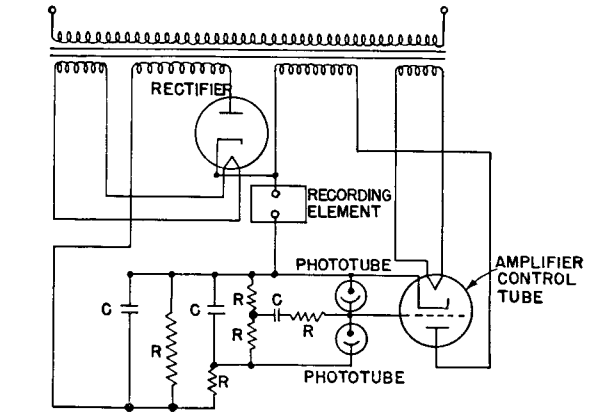 RECTIFIER
RECORDING
ELEMENT
PHOTOTUBE
AMPLIFIER
CONTROL
TUBE
C
C
R
C
R
R
R
R
PHOTOTUBE